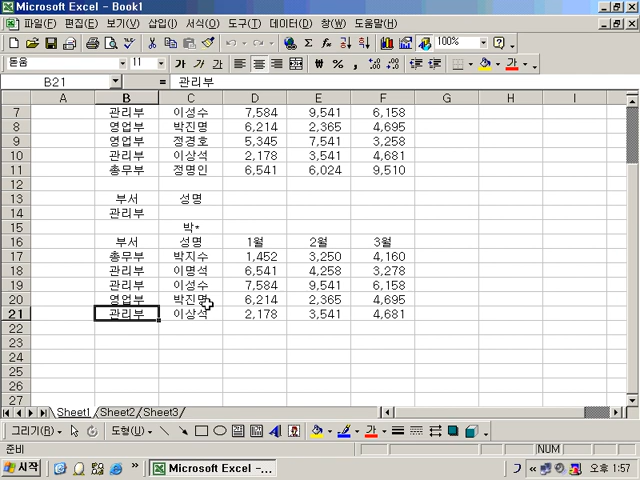 Microsoft Excel - Book1
파일(F) 편집(E) 보기(V) 삽입(I) 서식(O) 도구(T) 데이터(D) 창(W) 도움말(H)
100%
돋움 11 가 가 가
B21 = 관리부
A B C D E F G H I
7 관리부 이성수 7,584 9,541 6,158
8 영업부 박진명 6,214 2,365 4,695
9 영업부 정경호 5,345 7,541 3,258
10 관리부 이상석 2,178 3,541 4,681
11 총무부 정명인 6,541 6,024 9,510
12
13 부서 성명
14 관리부
15 박*
16 부서 성명 1월 2월 3월
17 총무부 박지수 1,452 3,250 4,160
18 관리부 이명석 6,541 4,258 3,278
19 관리부 이성수 7,584 9,541 6,158
20 영업부 박진명 6,214 2,365 4,695
21 관리부 이상석 2,178 3,541 4,681
22
23
24
25
26
27
Sheet1 Sheet2 Sheet3
그리기(R) 도형(U) 가
준비 NUM
시작 Microsoft Excel -... 오후 1:57